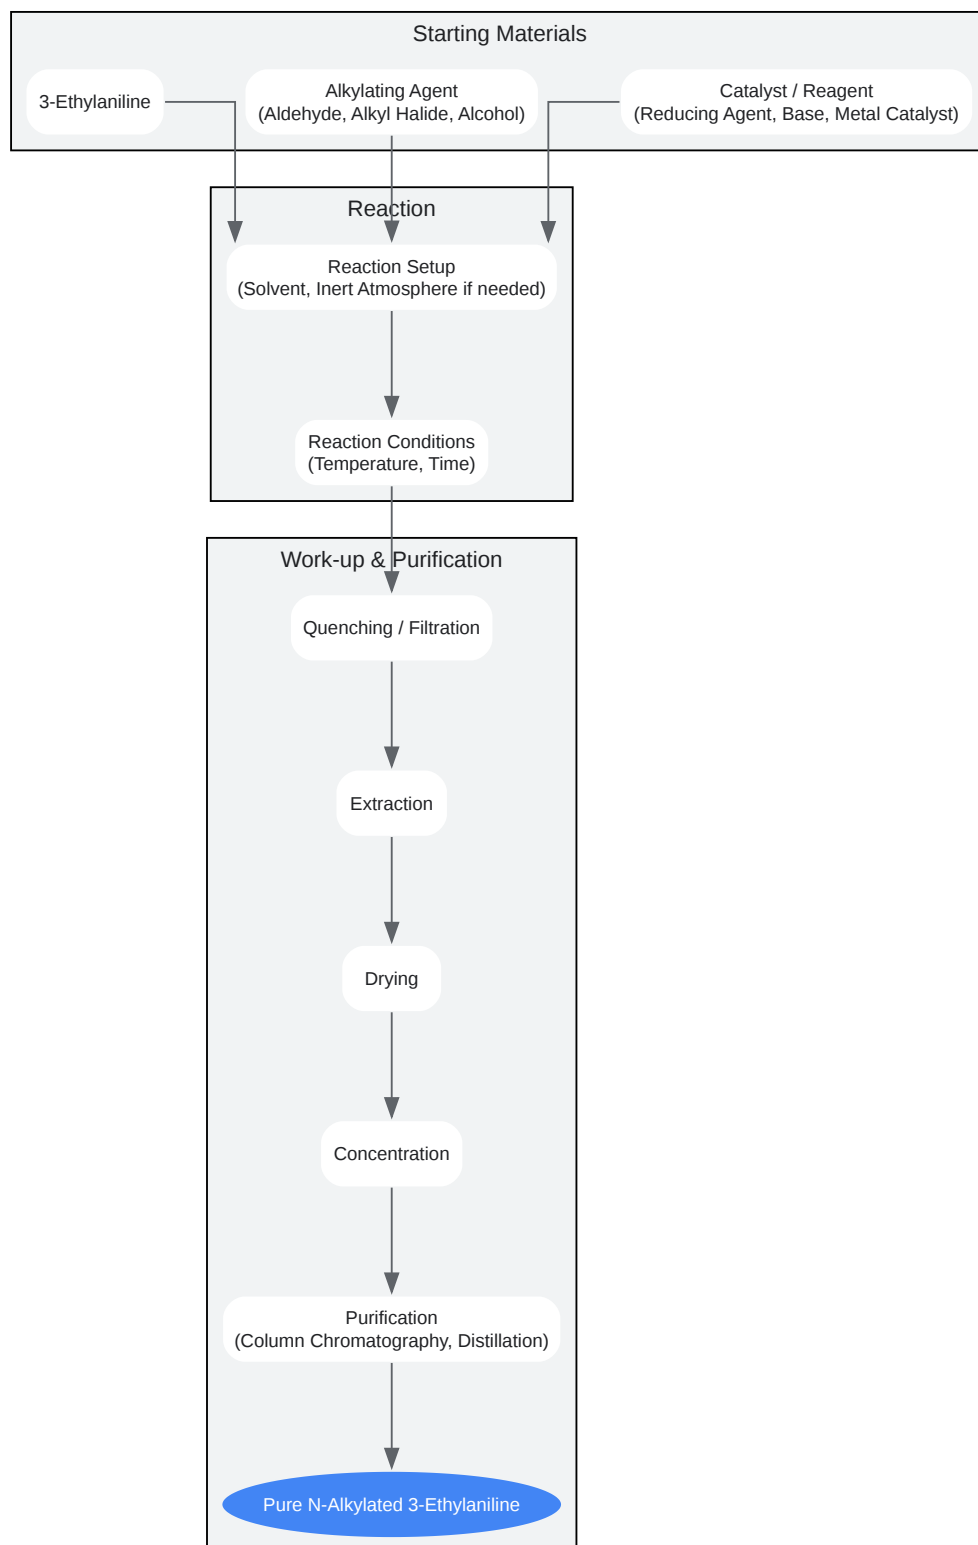 Starting Materials
3-Ethylaniline
Alkylating Agent
(Aldehyde, Alkyl Halide, Alcohol)
Catalyst / Reagent
(Reducing Agent, Base, Metal Catalyst)
Reaction
Reaction Setup
(Solvent, Inert Atmosphere if needed)
Reaction Conditions
(Temperature, Time)
Work-up & Purification
Quenching / Filtration
Extraction
Drying
Concentration
Purification
(Column Chromatography, Distillation)
Pure N-Alkylated 3-Ethylaniline